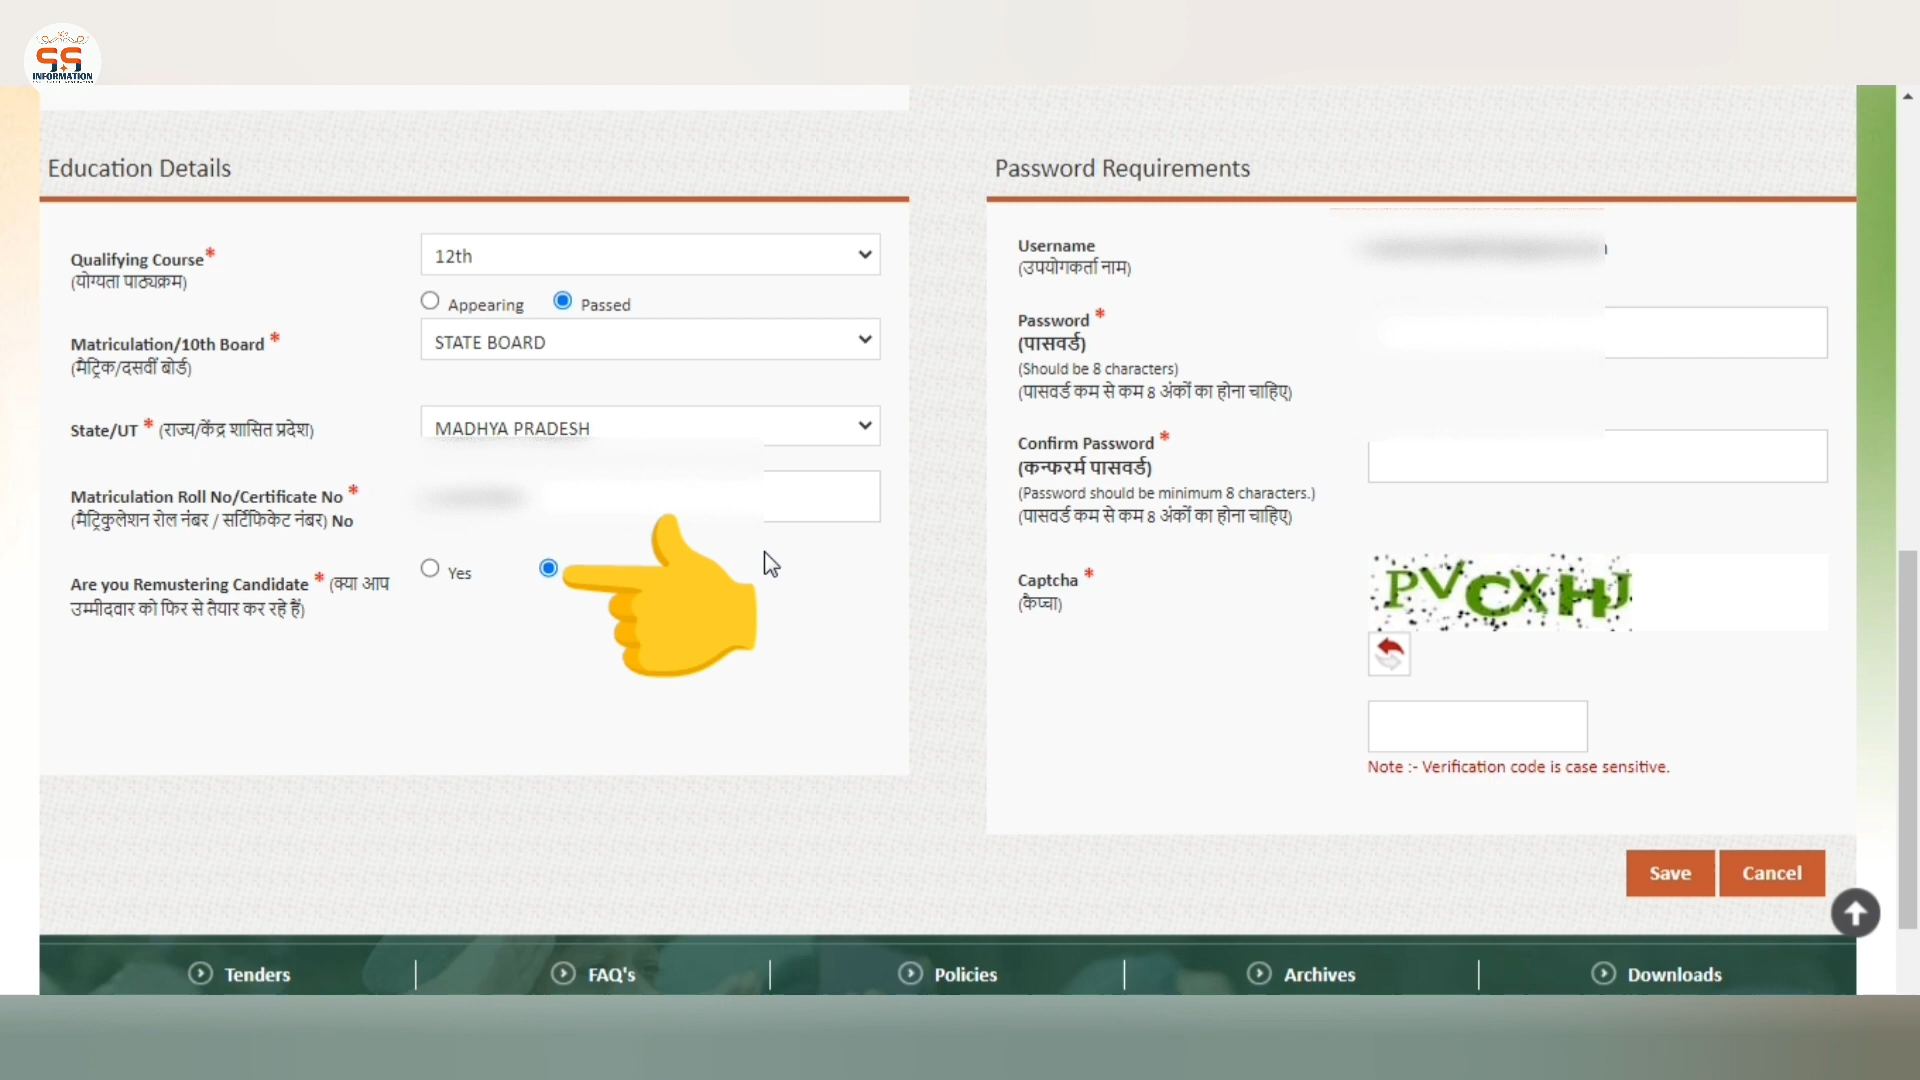 SS
INFORMATION
Education Details
Qualifying Course*
(योग्यता पाठ्यक्रम)
12th
Appearing Passed
Matriculation/10th Board *
(मैट्रिक/दसवीं बोर्ड)
STATE BOARD
State/UT * (राज्य/केंद्र शासित प्रदेश)
MADHYA PRADESH
Matriculation Roll No/Certificate No *
(मैट्रिकुलेशन रोल नंबर / सर्टिफिकेट नंबर) No
Are you Remustering Candidate * (क्या आप
उम्मीदवार को फिर से तैयार कर रहे हैं)
Yes
Password Requirements
Username
(उपयोगकर्ता नाम)
Password *
(पासवर्ड)
(Should be 8 characters)
(पासवर्ड कम से कम 8 अंकों का होना चाहिए)
Confirm Password *
(कन्फरर्म पासवर्ड)
(Password should be minimum 8 characters.)
(पासवर्ड कम से कम 8 अंकों का होना चाहिए)
Captcha *
(कैप्चा)
PVCXHJ
Note :- Verification code is case sensitive.
Save Cancel
Tenders FAQ's Policies Archives Downloads